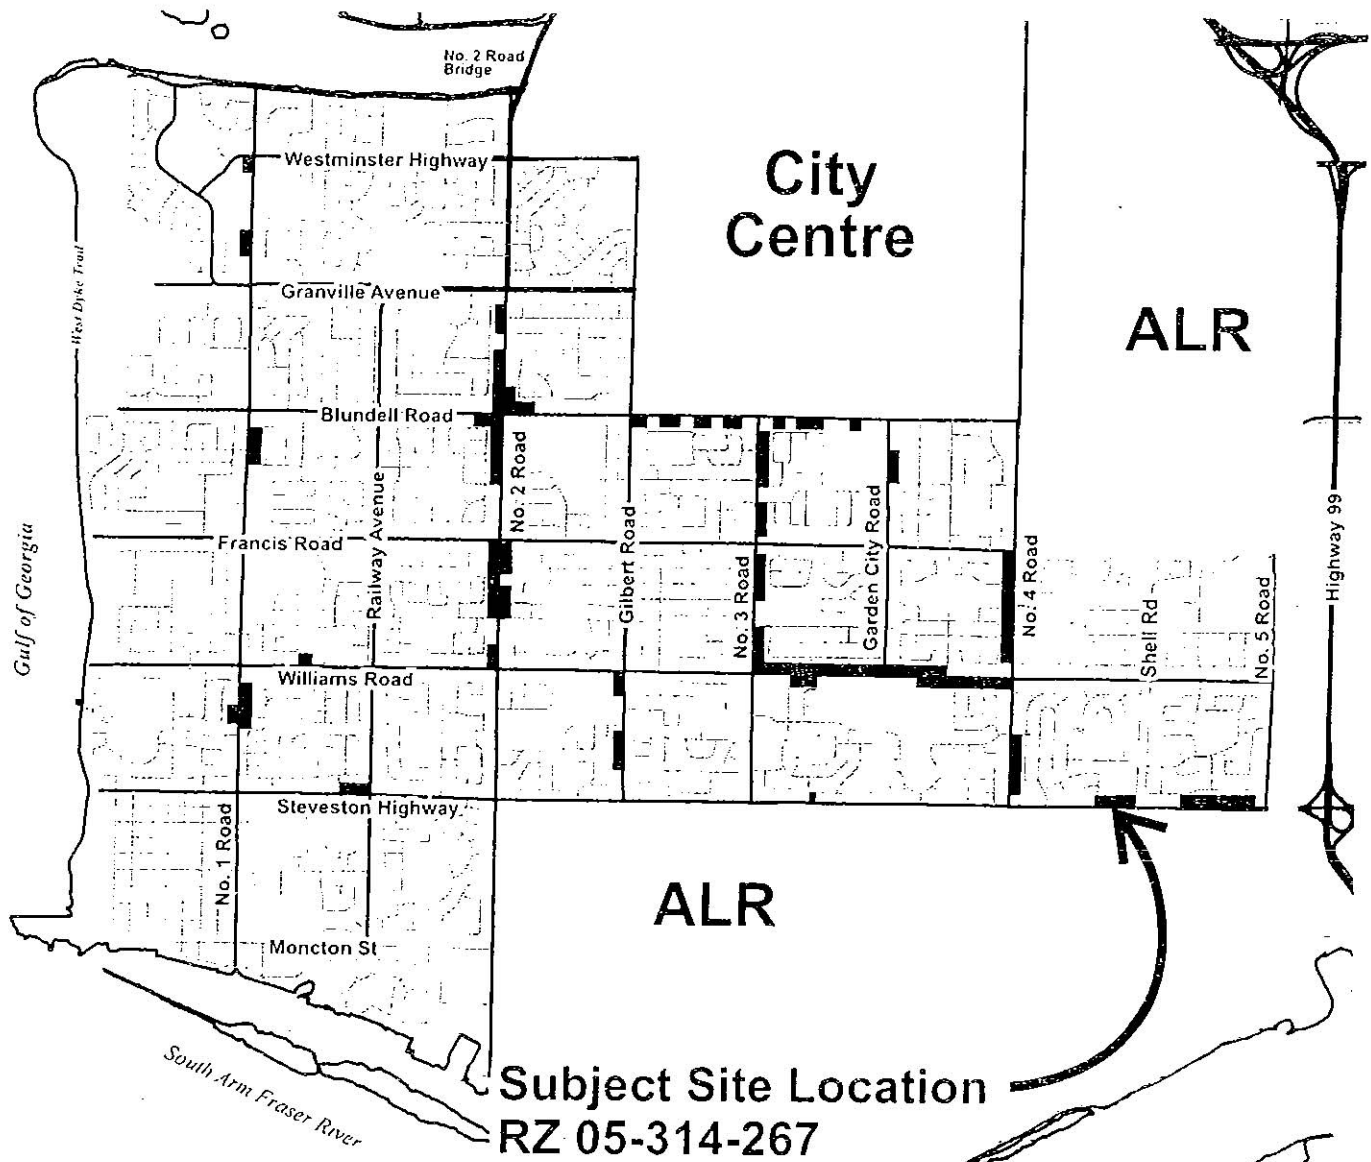 No. 2 Road
Bridge
Westminster Highway
City
Centre
West Dyke Trail
Granville Avenue
ALR
Blundell Road
No. 2 Road
Railway Avenue
Gilbert Road
Garden City Road
Highway 99
Gulf of Georgia
Francis Road
No. 3 Road
No. 4 Road
Shell Rd
No. 5 Road
Williams Road
Steveston Highway
No. 1 Road
ALR
Moncton St
South Arm Fraser River
Subject Site Location
RZ 05-314-267